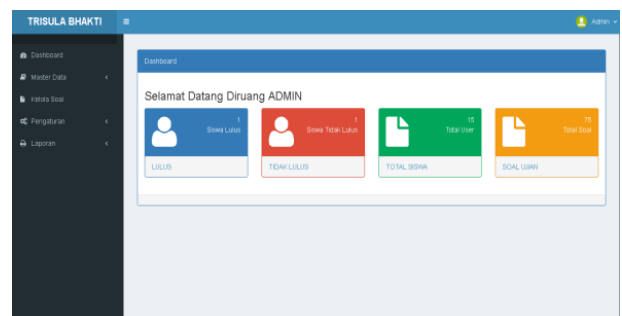 TRISULA BHAKTI
Admin
Dashboard
Master Data
Kelola Soal
Pengaturan
Laporan
Dashboard
Selamat Datang Diruang ADMIN
1
Siswa Lulus
LULUS
1
Siswa Tidak Lulus
TIDAK LULUS
15
Total User
TOTAL SISWA
75
Total Soal
SOAL UJIAN